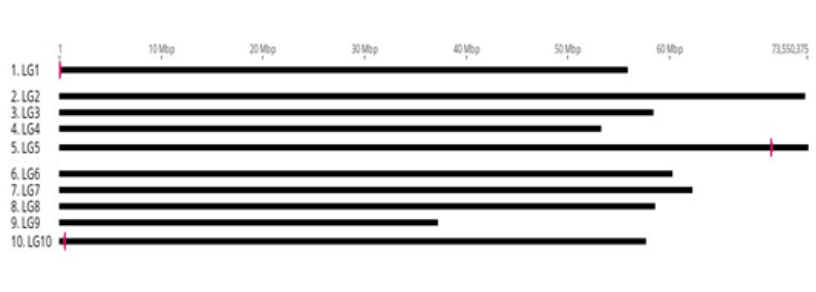 1 10 Mbp 20 Mbp 30 Mbp 40 Mbp 50 Mbp 60 Mbp 73,550,375
1. LG1
2. LG2
3. LG3
4. LG4
5. LG5
6. LG6
7. LG7
8. LG8
9. LG9
10. LG10